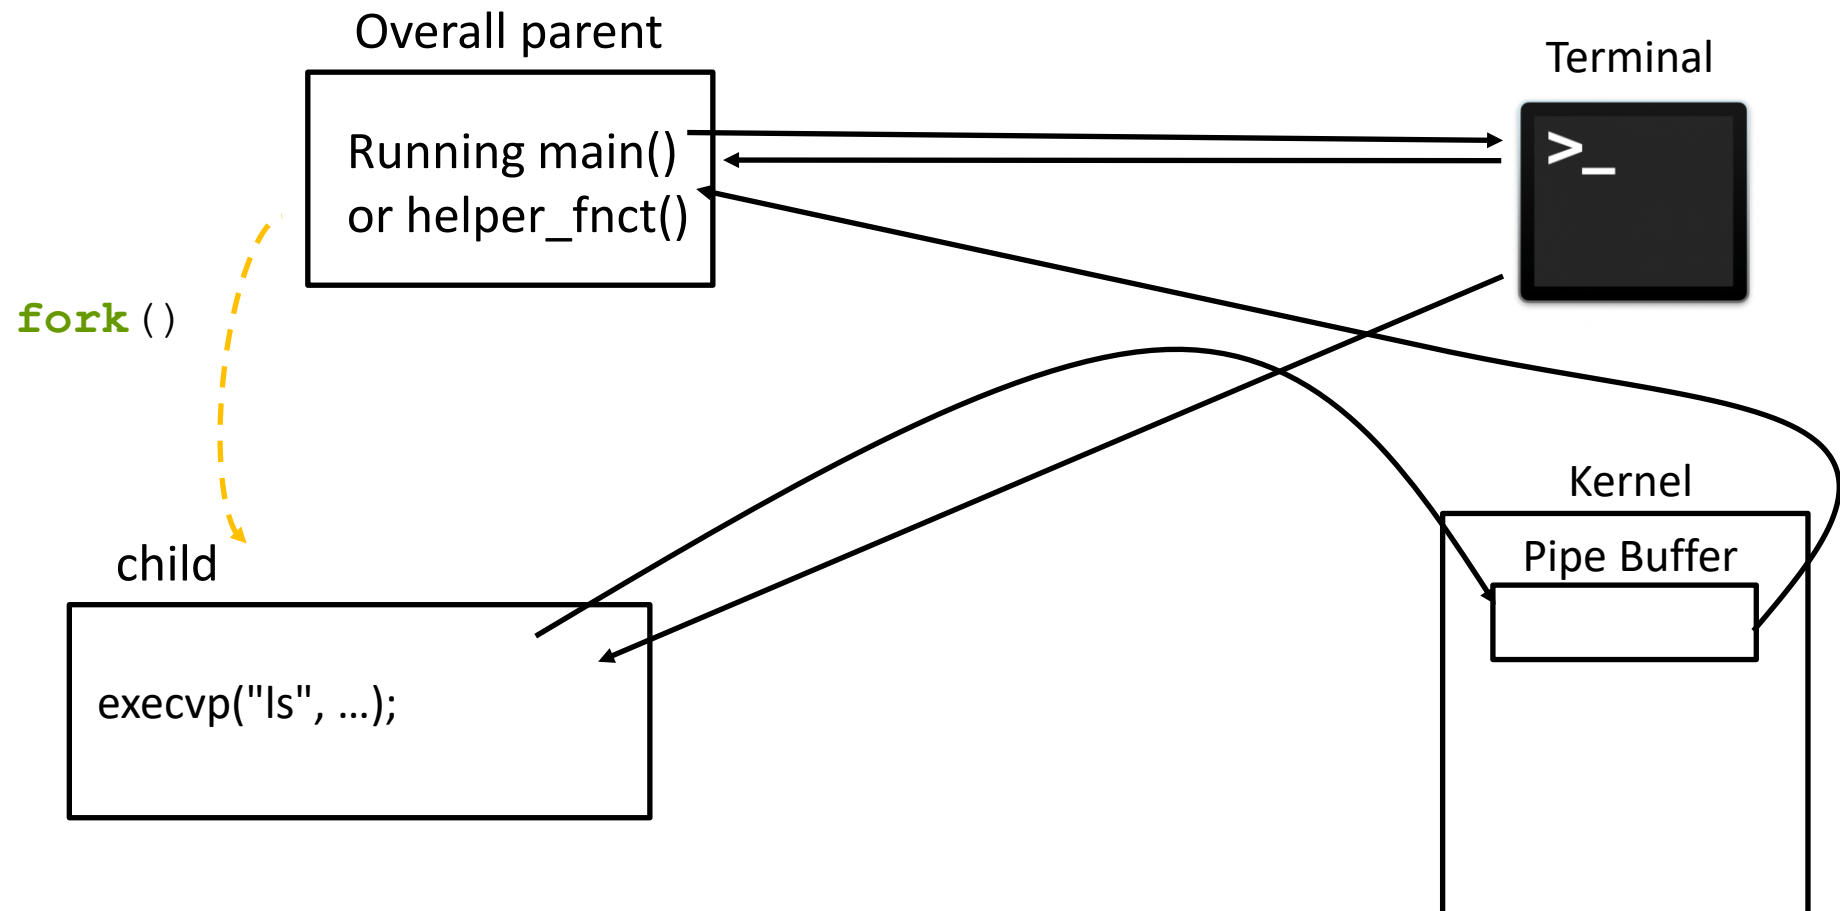 Overall parent
Terminal
Running main()
or helper_fnct()
>_
fork()
Kernel
Pipe Buffer
child
execvp("ls", …);